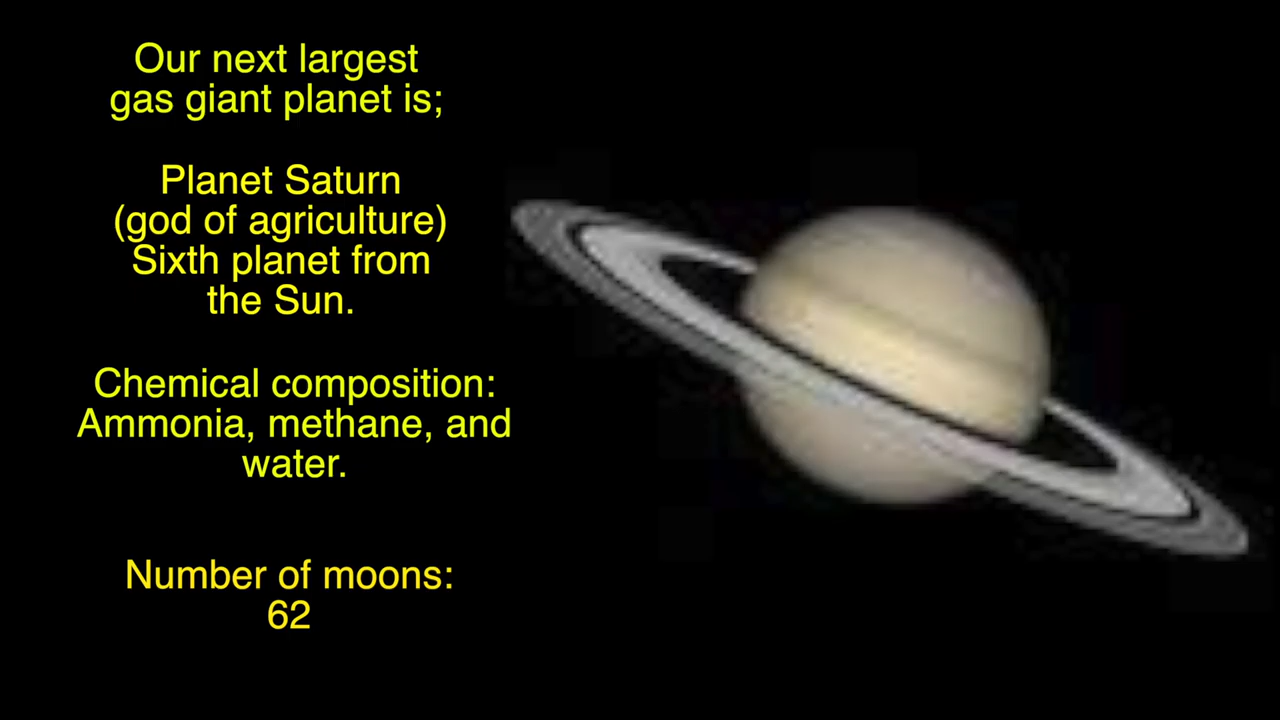 Our next largest
gas giant planet is;
Planet Saturn
(god of agriculture)
Sixth planet from
the Sun.
Chemical composition:
Ammonia, methane, and
water.
Number of moons:
62